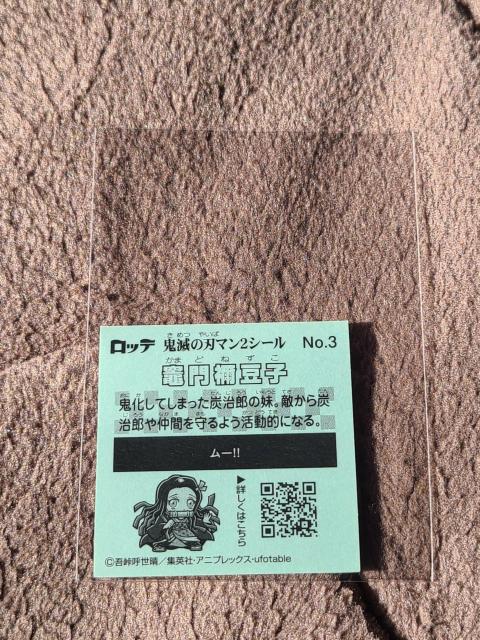 ロッテ 鬼滅の刃マン2シール No.3
竈門禰豆子
鬼化してしまった炭治郎の妹。敵から炭
治郎や仲間を守るよう活動的になる。
ムー!!
▶詳しくはこちら
©吾峠呼世晴／集英社・アニプレックス・ufotable